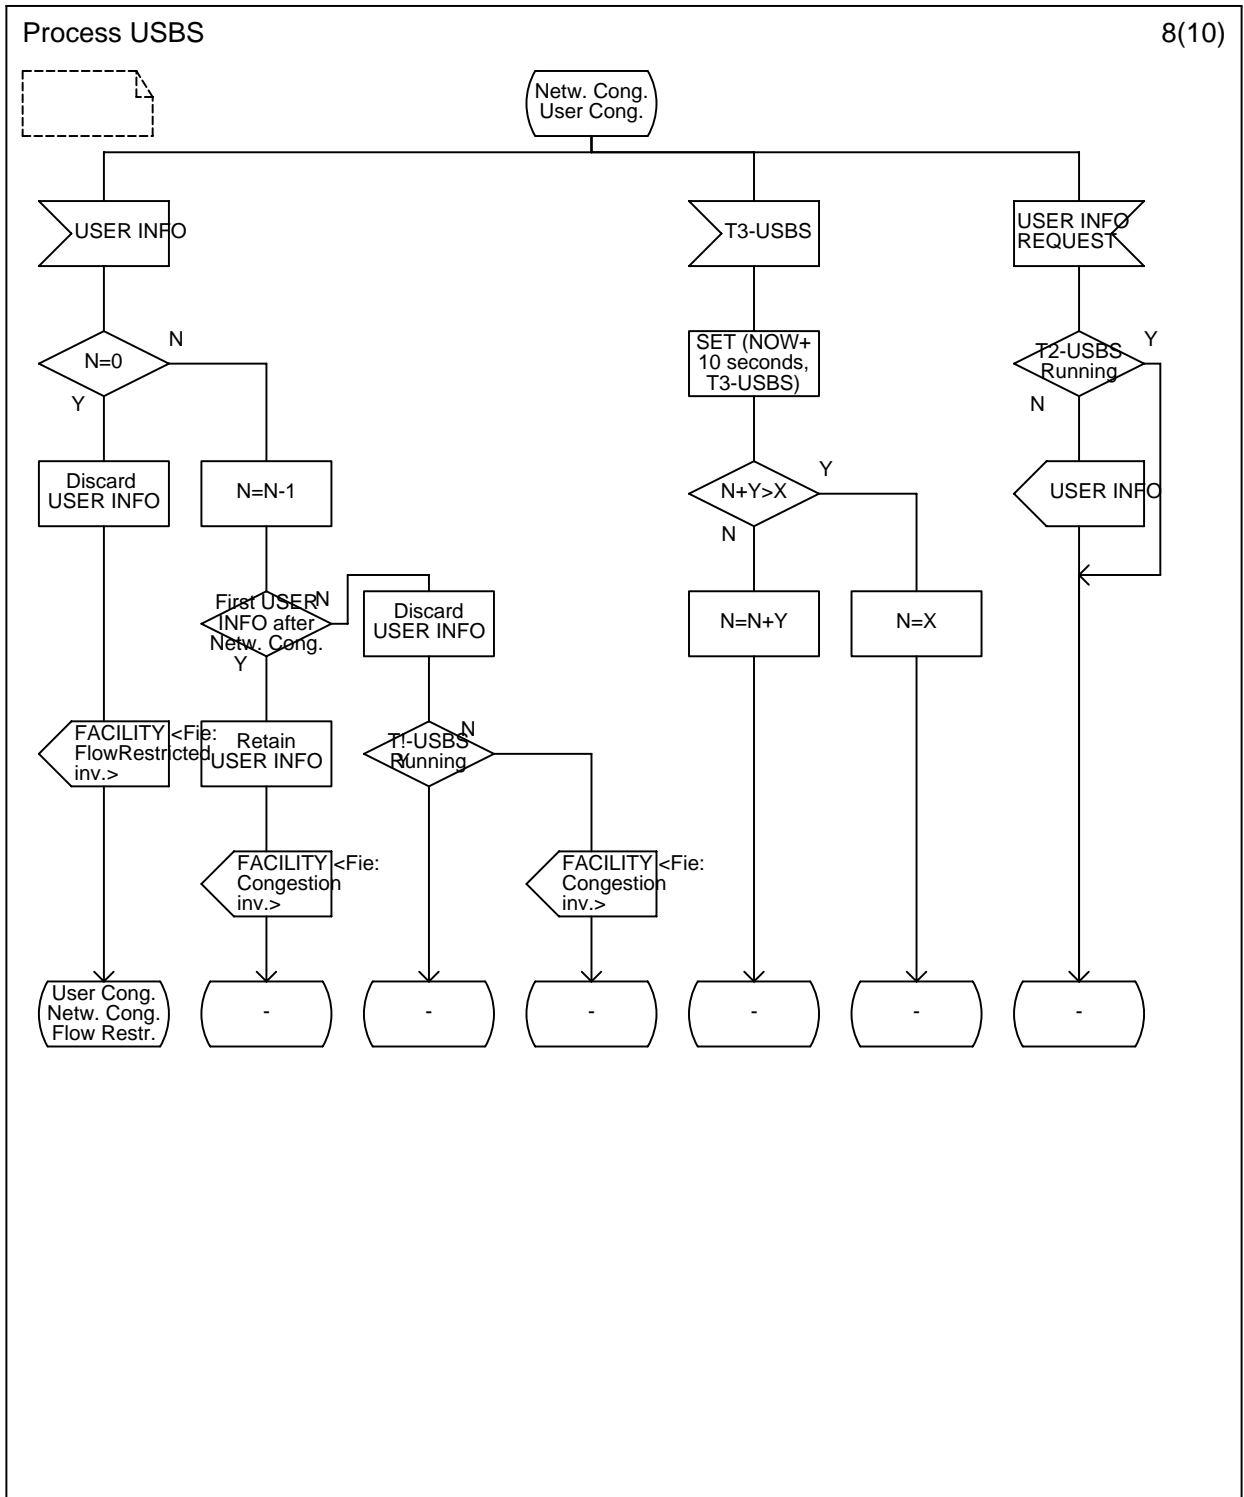 Process USBS
8(10)
Netw. Cong.
User Cong.
USER INFO
T3-USBS
USER INFO
REQUEST
N=0
N
Y
SET (NOW+
10 seconds,
T3-USBS)
T2-USBS
Running
Y
N
Discard
USER INFO
N=N-1
N+Y>X
Y
N
USER INFO
First USER
INFO after
Netw. Cong.
N
Y
Discard
USER INFO
N=N+Y
N=X
FACILITY <Fie:
FlowRestricted
inv.>
Retain
USER INFO
T!-USBS
Running
N
Y
FACILITY <Fie:
Congestion
inv.>
FACILITY <Fie:
Congestion
inv.>
User Cong.
Netw. Cong.
Flow Restr.
-
-
-
-
-
-